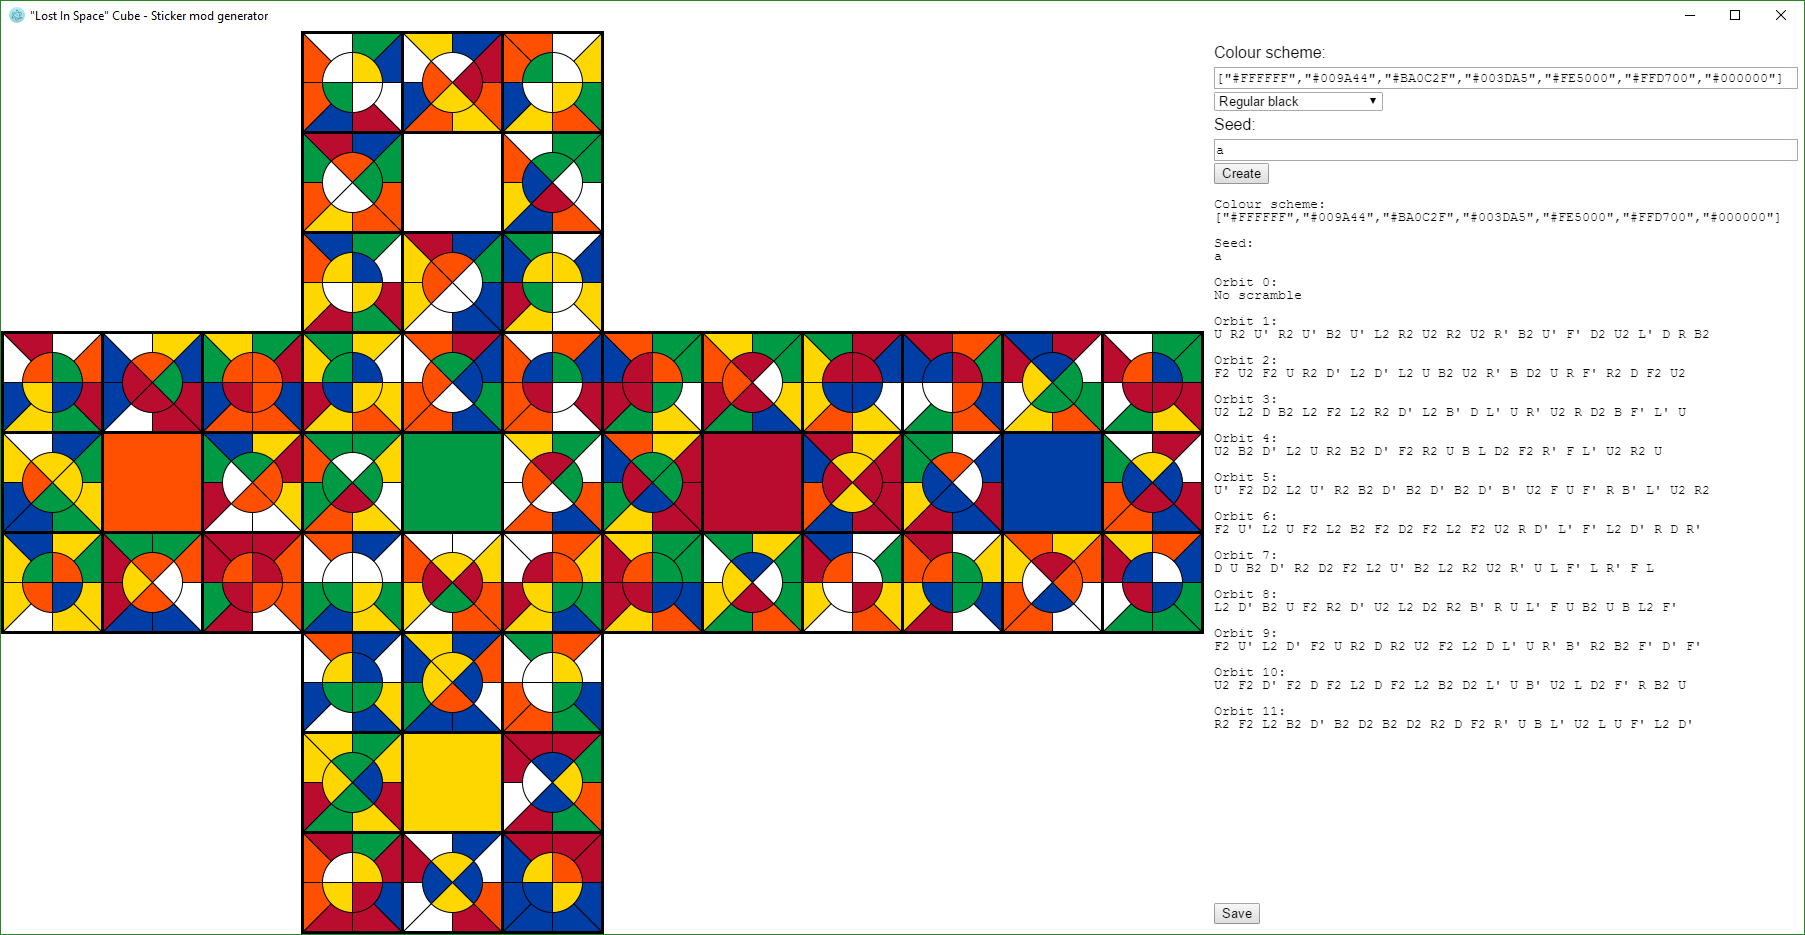 "Lost In Space" Cube - Sticker mod generator
Colour scheme:
["#FFFFFF","#009A44","#BA0C2F","#003DA5","#FE5000","#FFD700","#000000"]
Regular black
Seed:
a
Create
Colour scheme:
["#FFFFFF","#009A44","#BA0C2F","#003DA5","#FE5000","#FFD700","#000000"]
Seed:
a
Orbit 0:
No scramble
Orbit 1:
U R2 U' R2 U' B2 U' L2 R2 U2 R2 U2 R' B2 U' F' D2 U2 L' D R B2
Orbit 2:
F2 U2 F2 U R2 D' L2 D' L2 U B2 U2 R' B D2 U R F' R2 D F2 U2
Orbit 3:
U2 L2 D B2 L2 F2 L2 R2 D' L2 B' D L' U R' U2 R D2 B F' L' U
Orbit 4:
U2 B2 D' L2 U R2 B2 D' F2 R2 U B L D2 F2 R' F L' U2 R2 U
Orbit 5:
U' F2 D2 L2 U' R2 B2 D' B2 D' B2 D' B' U2 F U F' R B' L' U2 R2
Orbit 6:
F2 U' L2 U F2 L2 B2 F2 D2 F2 L2 F2 U2 R D' L' F' L2 D' R D R'
Orbit 7:
D U B2 D' R2 D2 F2 L2 U' B2 L2 R2 U2 R' U L F' L R' F L
Orbit 8:
L2 D' B2 U F2 R2 D' U2 L2 D2 R2 B' R U L' F U B2 U B L2 F'
Orbit 9:
F2 U' L2 D' F2 U R2 D R2 U2 F2 L2 D L' U R' B' R2 B2 F' D' F'
Orbit 10:
U2 F2 D' F2 D F2 L2 D F2 L2 B2 D2 L' U B' U2 L D2 F' R B2 U
Orbit 11:
R2 F2 L2 B2 D' B2 D2 B2 D2 R2 D F2 R' U B L' U2 L U F' L2 D'
Save